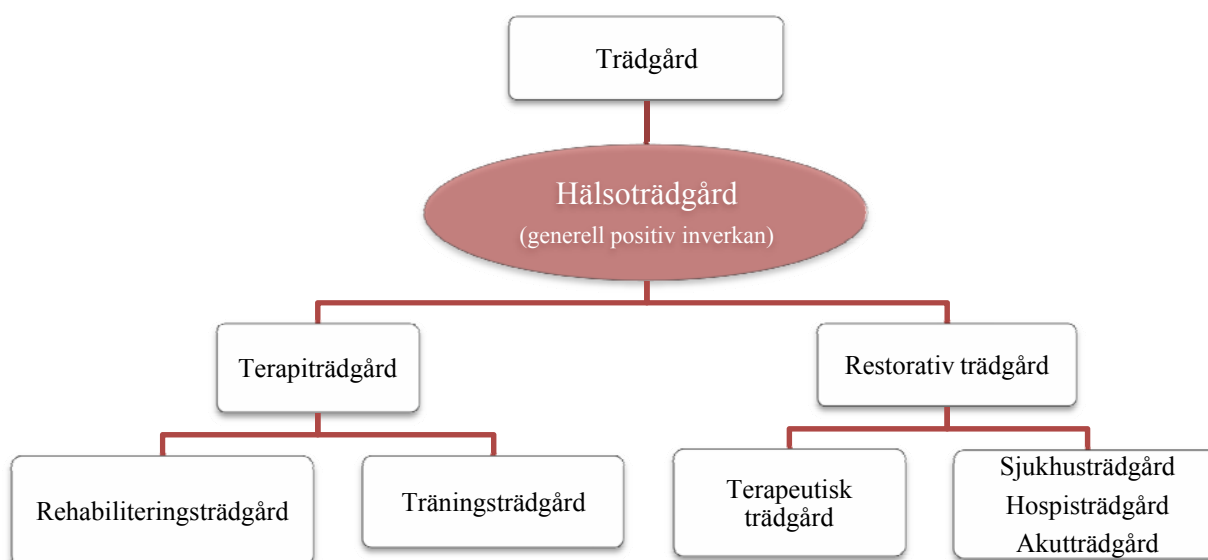 Trädgård
Hälsoträdgård
(generell positiv inverkan)
Terapiträdgård
Restorativ trädgård
Rehabiliteringsträdgård
Träningsträdgård
Terapeutisk
trädgård
Sjukhusträdgård
Hospisträdgård
Akutträdgård